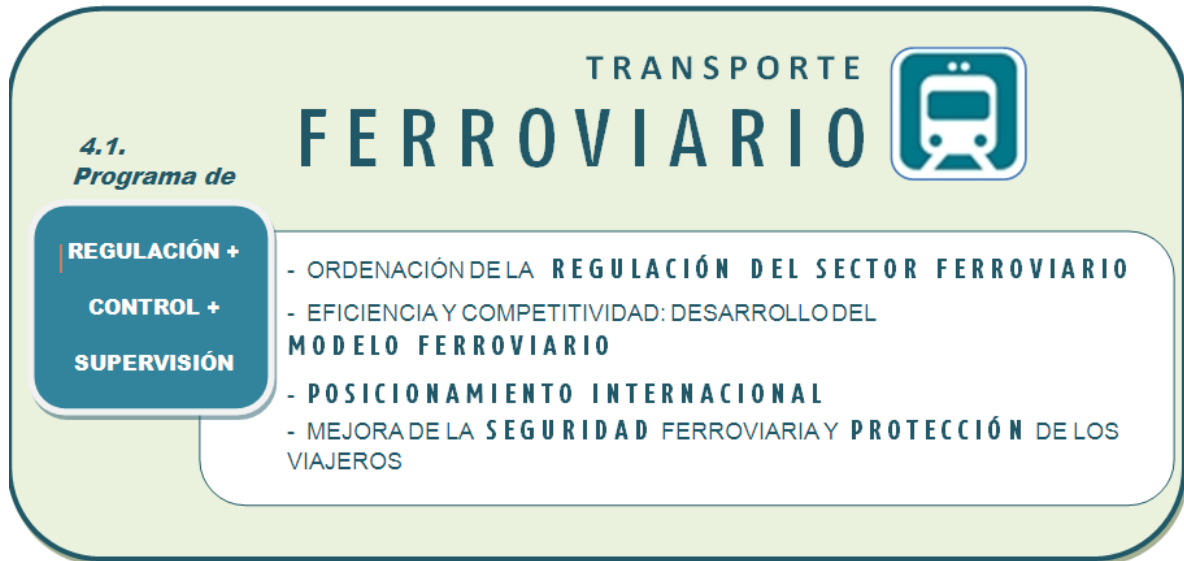 TRANSPORTE
FERROVIARIO
4.1.
Programa de
REGULACIÓN +
CONTROL +
SUPERVISIÓN
- ORDENACIÓN DE LA REGULACIÓN DEL SECTOR FERROVIARIO
- EFICIENCIA Y COMPETITIVIDAD: DESARROLLO DEL
MODELO FERROVIARIO
- POSICIONAMIENTO INTERNACIONAL
- MEJORA DE LA SEGURIDAD FERROVIARIA Y PROTECCIÓN DE LOS
VIAJEROS